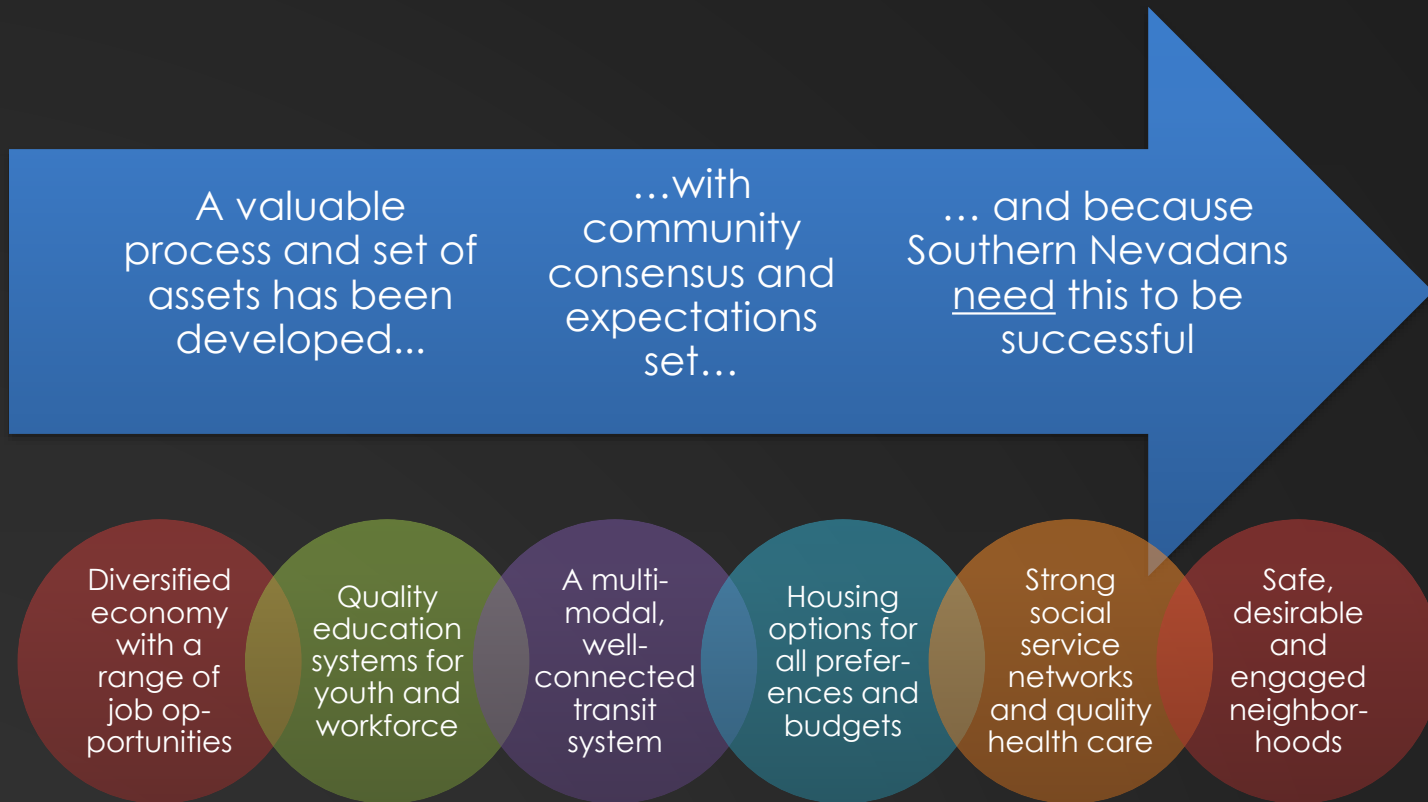 A valuable
process and set of
assets has been
developed...
…with
community
consensus and
expectations
set…
… and because
Southern Nevadans
need this to be
successful
Diversified
economy
with a
range of
job op-
portunities
Quality
education
systems for
youth and
workforce
A multi-
modal,
well-
connected
transit
system
Housing
options for
all prefer-
ences and
budgets
Strong
social
service
networks
and quality
health care
Safe,
desirable
and
engaged
neighbor-
hoods